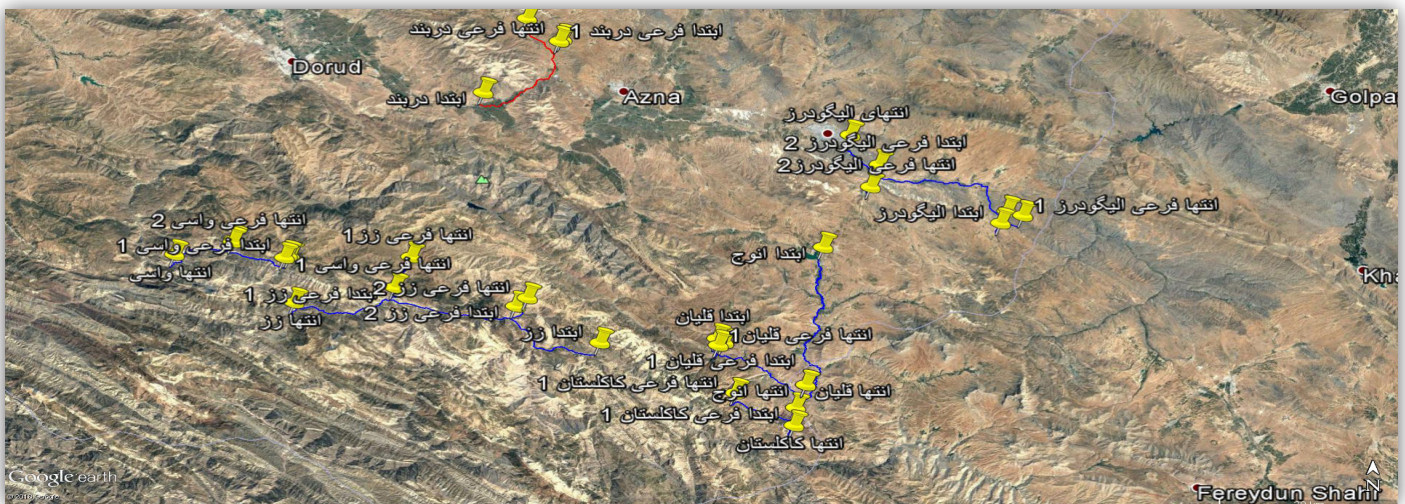 انتها فرعی دربند
ابتدا فرعی دربند 1
Dorud
ابتدا دربند
Azna
Golpa
انتهای الیگودرز
ابتدا فرعی الیگودرز 2
انتها فرعی الیگودرز2
ابتدا الیگودرز
انتها فرعی الیگودرز 1
انتها فرعی واسی 2
ابتدا فرعی واسی 1
انتها واسی
انتها فرعی زز1
انتها فرعی واسی 1
ابتدا انوج
Kha
ابتدا فرعی زز 1
انتها فرعی زز 2
انتها زز
ابتدا فرعی زز 2
ابتدا زز
ابتدا قلیان
انتها فرعی قلیان1
ابتدا فرعی قلیان 1
انتها فرعی کاکلستان 1
انتها انوج
انتها قلیان
ابتدا فرعی کاکلستان 1
انتها کاکلستان
Google earth
© 2018 Google
N
Fereydun Shahr